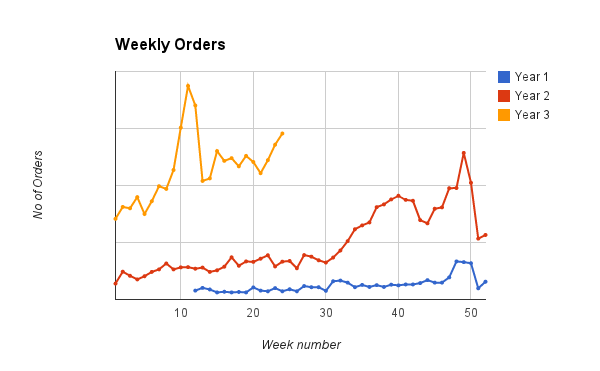 Weekly Orders
Year 1
Year 2
Year 3
No of Orders
10
20
30
40
50
Week number